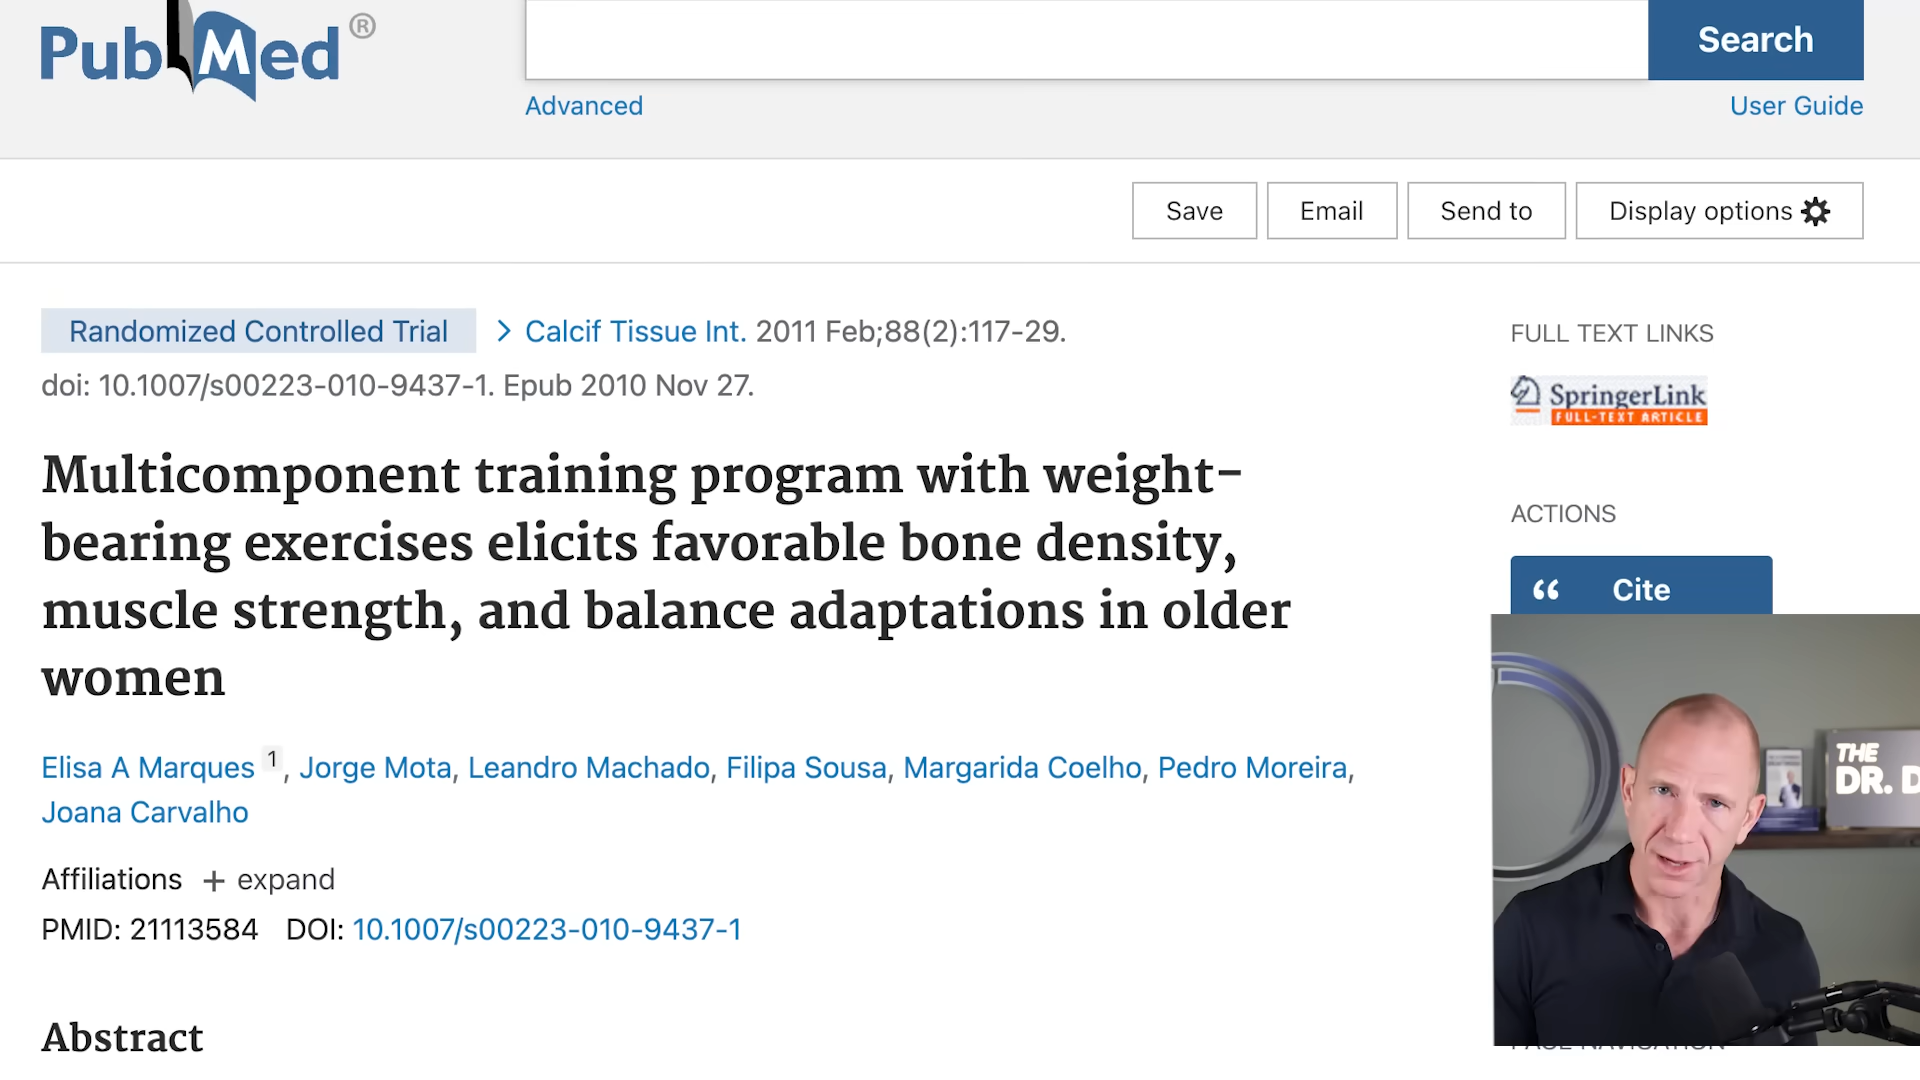 PubMed®
Search
Advanced
User Guide
Save
Email
Send to
Display options
Randomized Controlled Trial
Calcif Tissue Int. 2011 Feb;88(2):117-29.
doi: 10.1007/s00223-010-9437-1. Epub 2010 Nov 27.
Multicomponent training program with weight-
bearing exercises elicits favorable bone density,
muscle strength, and balance adaptations in older
women
Elisa A Marques 1, Jorge Mota, Leandro Machado, Filipa Sousa, Margarida Coelho, Pedro Moreira,
Joana Carvalho
Affiliations + expand
PMID: 21113584 DOI: 10.1007/s00223-010-9437-1
Abstract
FULL TEXT LINKS
SpringerLink
FULL-TEXT ARTICLE
ACTIONS
“ Cite
THE
DR. D